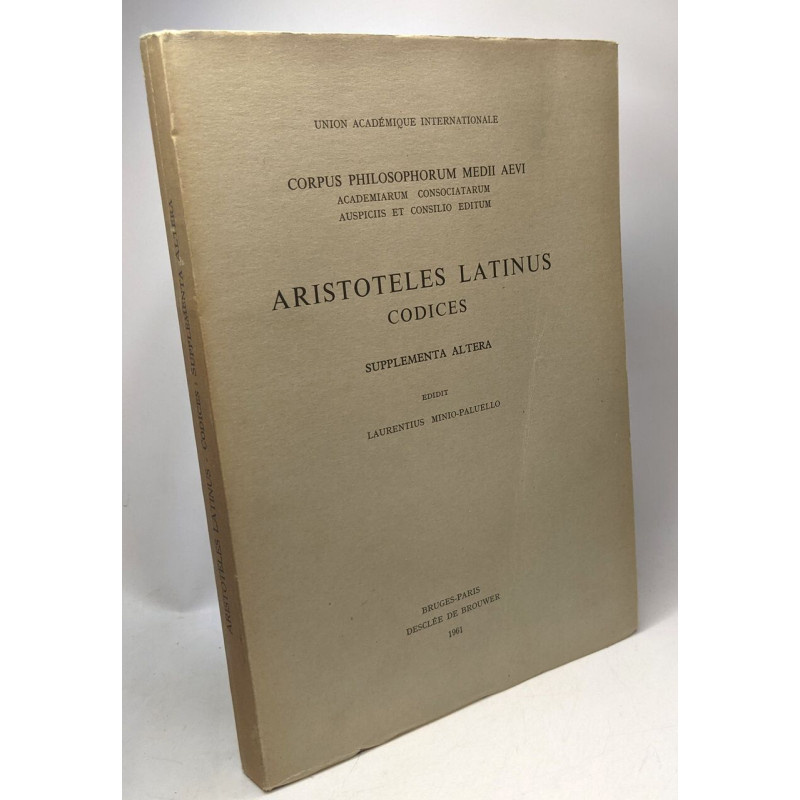 UNION ACADÉMIQUE INTERNATIONALE
CORPUS PHILOSOPHORUM MEDII AEVI
ACADEMIARUM CONSOCIATARUM
AUSPICIIS ET CONSILIO EDITUM
ARISTOTELES LATINUS
CODICES
SUPPLEMENTA ALTERA
EDIDIT
LAURENTIUS MINIO-PALUELLO
BRUGES-PARIS
DESCLÉE DE BROUWER
1961
ARISTOTELES LATINUS · CODICES · SUPPLEMENTA ALTERA